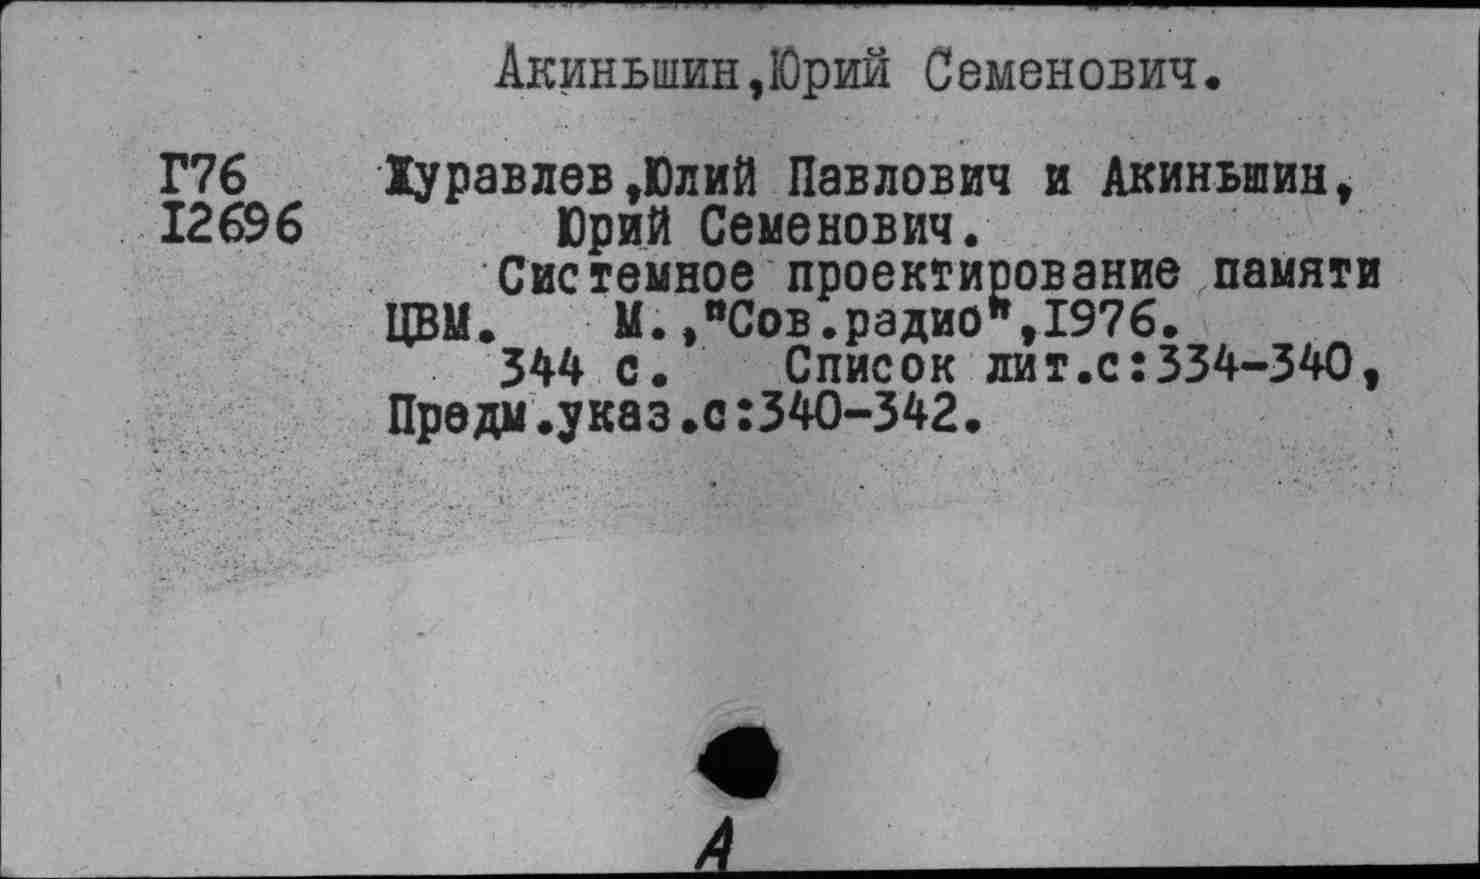 Акиньшин,Юрий Семенович.
Г76 Журавлев,Юлий Павлович и Акиньшин,
12696 Юрий Семенович.
Системное проектирование памяти
ЦВМ. М.,"Сов.радио",1976.
344 с. Список лит.с:334-340,
Предм.указ.с:340-342.
А